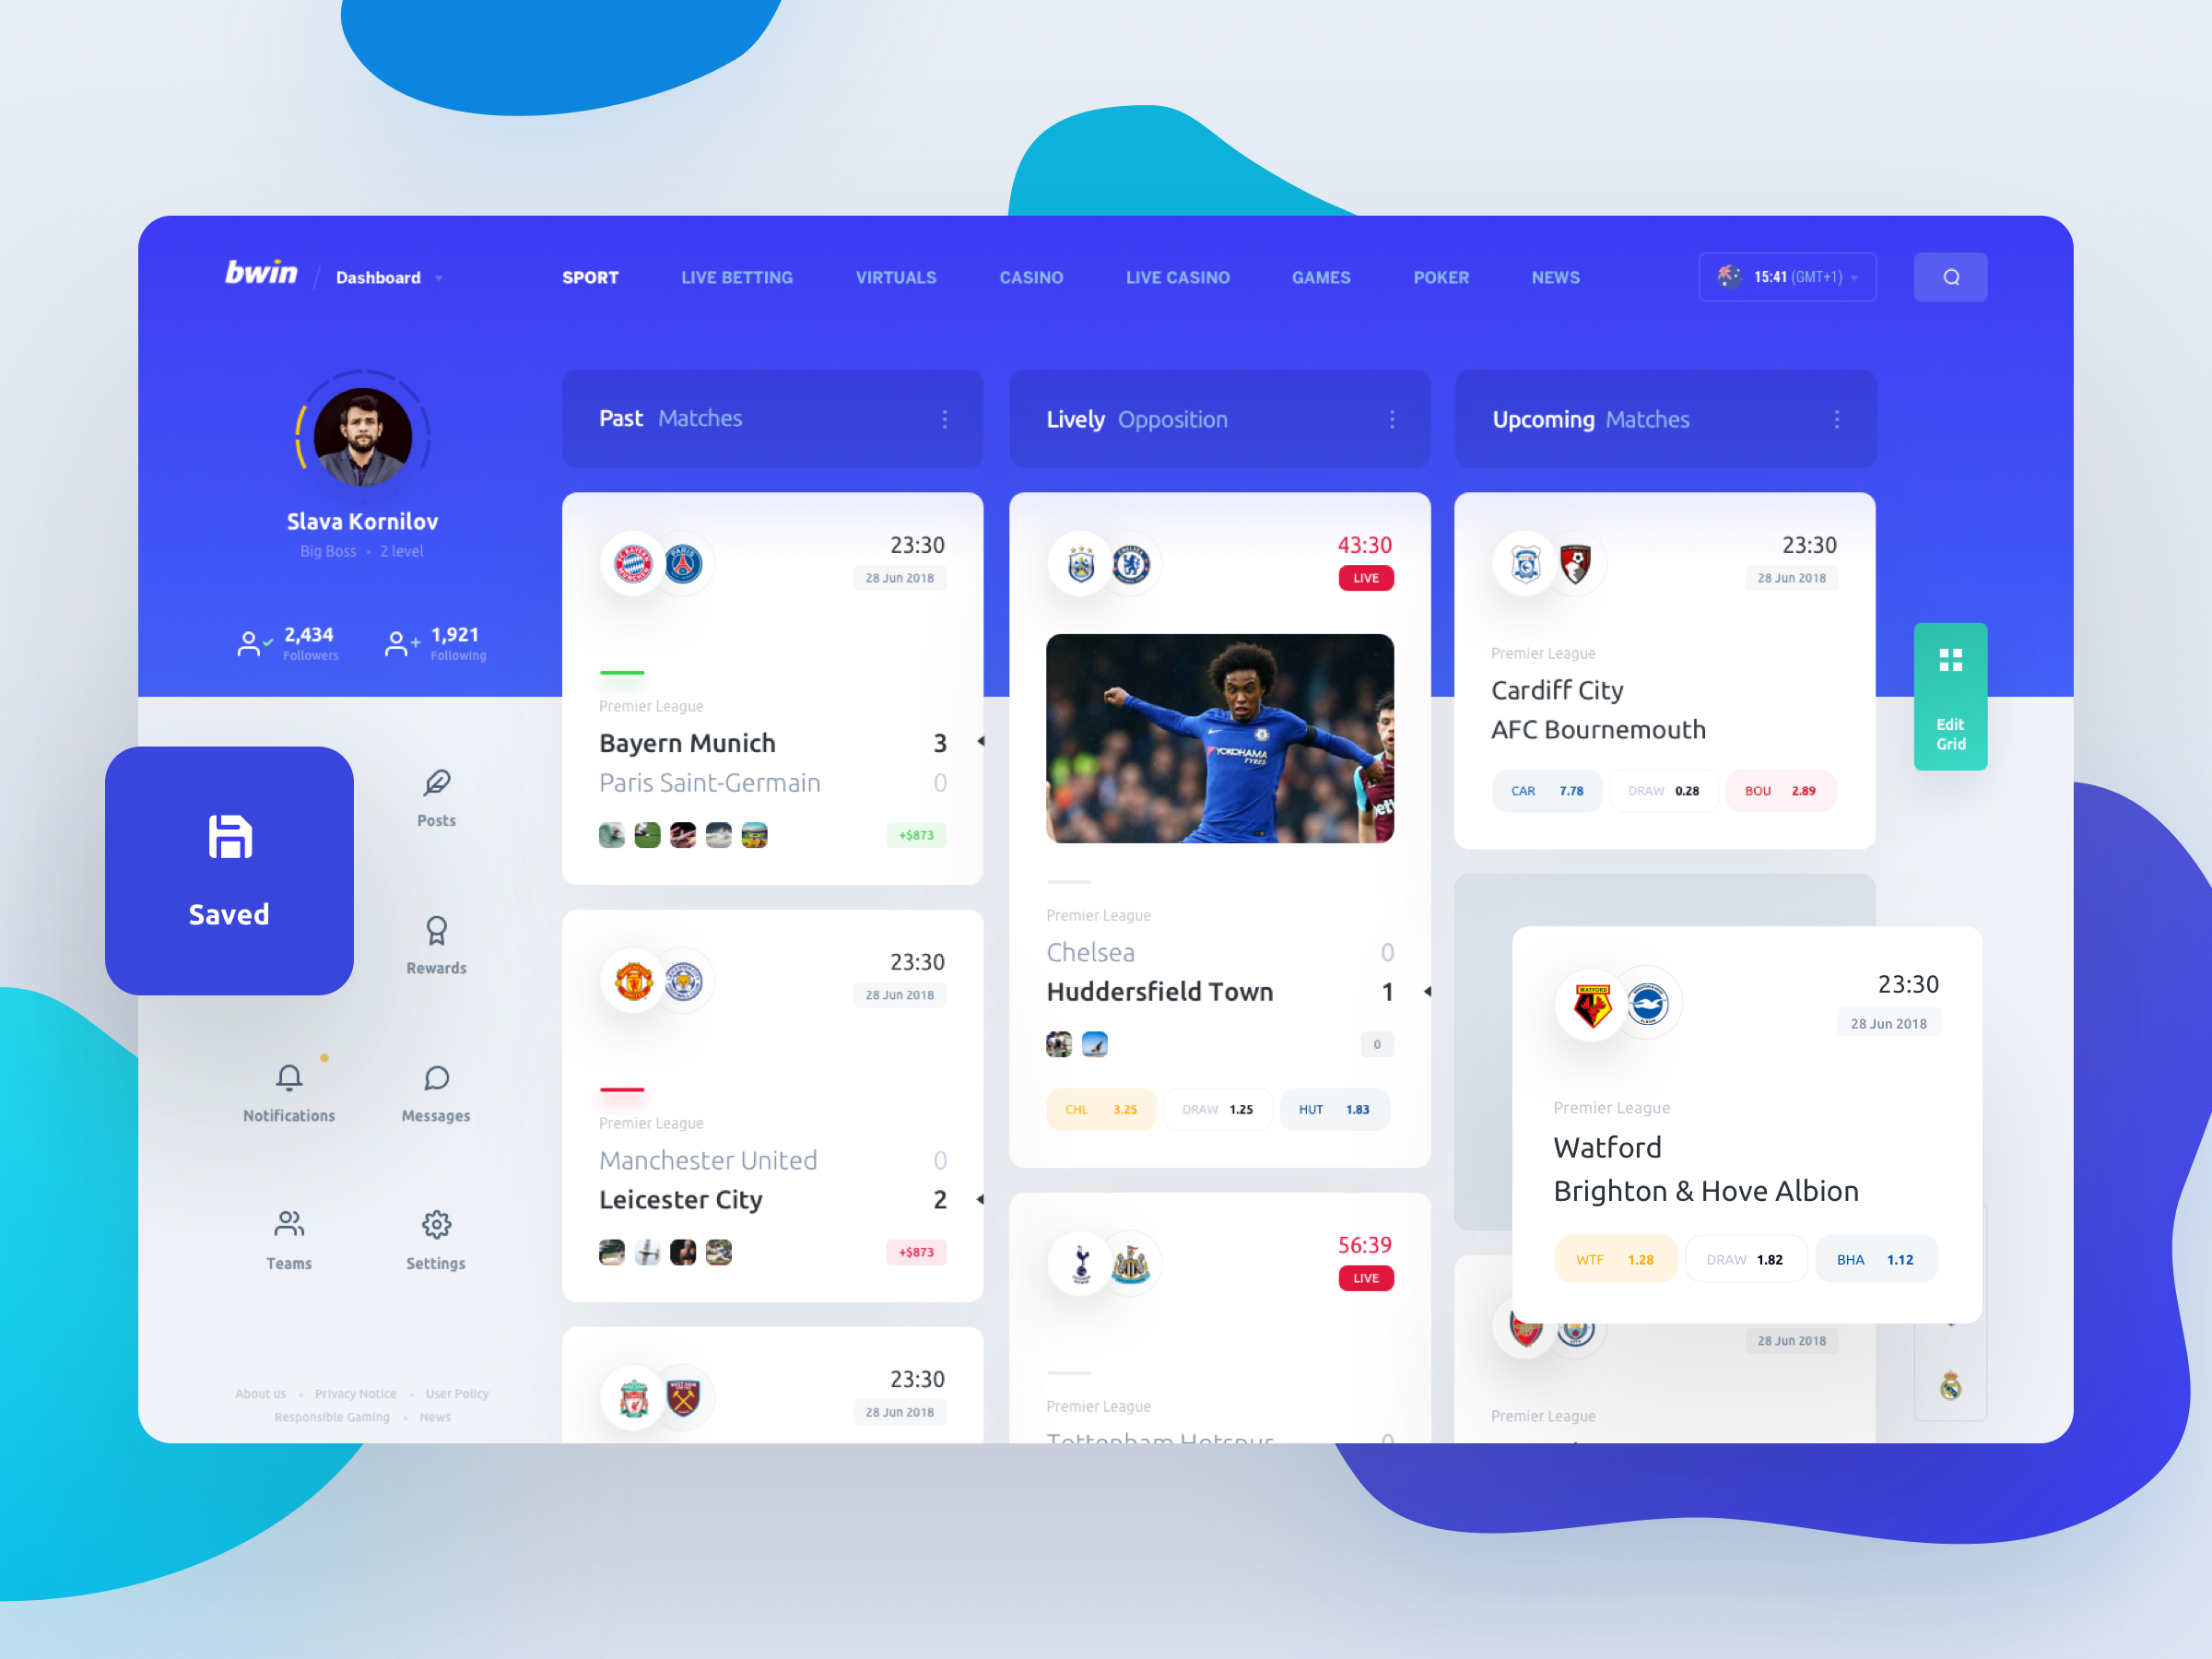 bwin / Dashboard
SPORT LIVE BETTING VIRTUALS CASINO LIVE CASINO GAMES POKER NEWS
15:41 (GMT+1)
Slava Kornilov
Big Boss • 2 level
2,434
Followers
1,921
Following
Saved
Posts
Rewards
Notifications
Messages
Teams
Settings
About us • Privacy Notice • User Policy
Responsible Gaming • News
Past Matches
23:30
28 Jun 2018
Premier League
Bayern Munich 3
Paris Saint-Germain 0
+$873
23:30
28 Jun 2018
Premier League
Manchester United 0
Leicester City 2
+$873
23:30
28 Jun 2018
Lively Opposition
43:30
LIVE
YOKOHAMA
TYRES
Premier League
Chelsea 0
Huddersfield Town 1
0
CHL 3.25 DRAW 1.25 HUT 1.83
56:39
LIVE
Premier League
Tottenham Hotspur 0
Upcoming Matches
23:30
28 Jun 2018
Premier League
Cardiff City
AFC Bournemouth
CAR 7.78 DRAW 0.28 BOU 2.89
WATFORD
23:30
28 Jun 2018
Premier League
Watford
Brighton & Hove Albion
WTF 1.28 DRAW 1.82 BHA 1.12
28 Jun 2018
Premier League
Edit
Grid